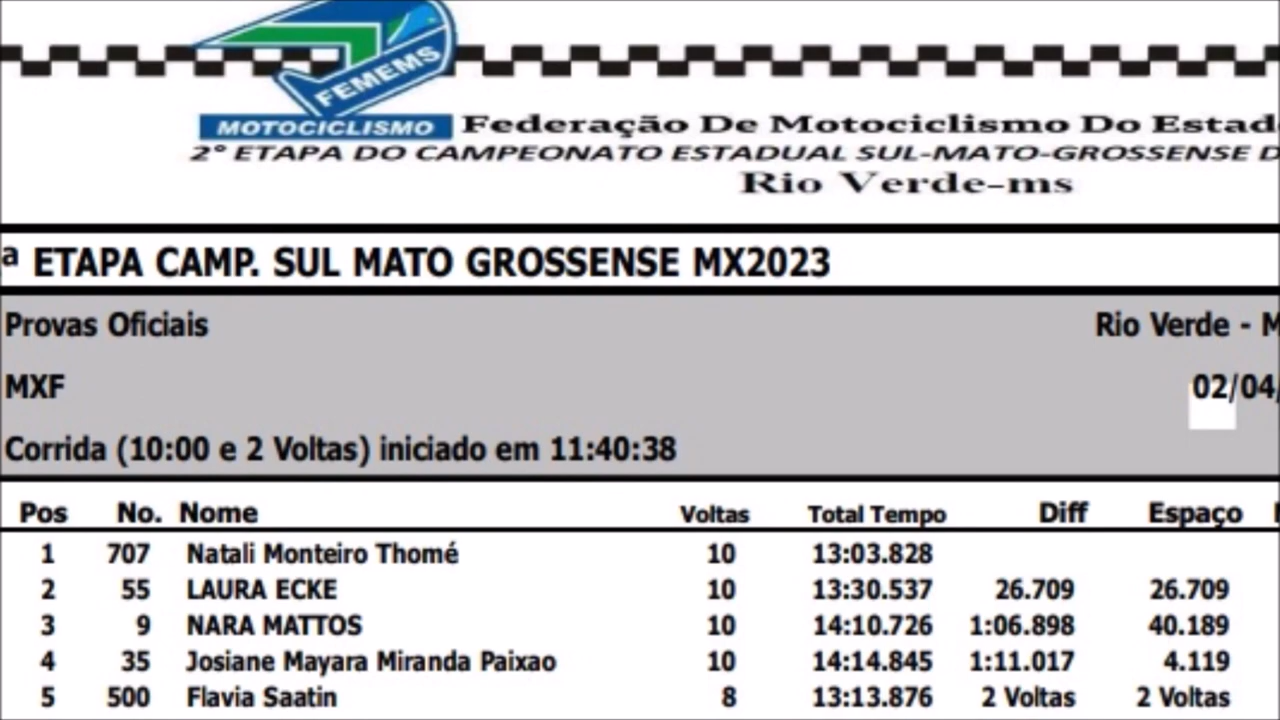 FEMEMS
MOTOCICLISMO
Federação De Motociclismo Do Estad
2° ETAPA DO CAMPEONATO ESTADUAL SUL-MATO-GROSSENSE D
Rio Verde-ms
ª ETAPA CAMP. SUL MATO GROSSENSE MX2023
Provas Oficiais Rio Verde - M
MXF 02/04/
Corrida (10:00 e 2 Voltas) iniciado em 11:40:38
Pos No. Nome Voltas Total Tempo Diff Espaço
1 707 Natali Monteiro Thomé 10 13:03.828
2 55 LAURA ECKE 10 13:30.537 26.709 26.709
3 9 NARA MATTOS 10 14:10.726 1:06.898 40.189
4 35 Josiane Mayara Miranda Paixao 10 14:14.845 1:11.017 4.119
5 500 Flavia Saatin 8 13:13.876 2 Voltas 2 Voltas